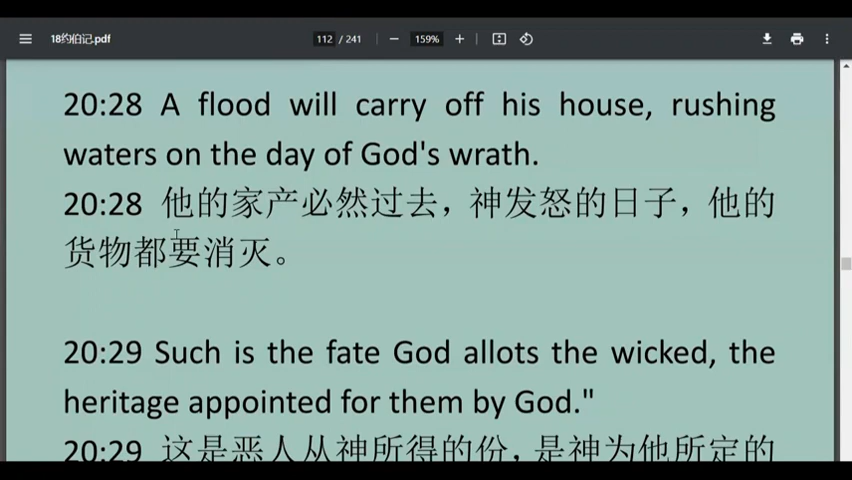 18约伯记.pdf
112 / 241
159%
20:28 A flood will carry off his house, rushing
waters on the day of God's wrath.
20:28 他的家产必然过去，神发怒的日子，他的
货物都要消灭。
20:29 Such is the fate God allots the wicked, the
heritage appointed for them by God."
20:29 这是恶人从神所得的份，是神为他所定的